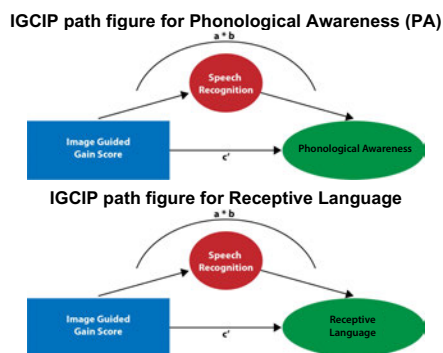 IGCIP path figure for Phonological Awareness (PA)
a * b
Speech
Recognition
Image Guided
Gain Score
Phonological Awareness
c'
IGCIP path figure for Receptive Language
a * b
Speech
Recognition
Image Guided
Gain Score
Receptive
Language
c'